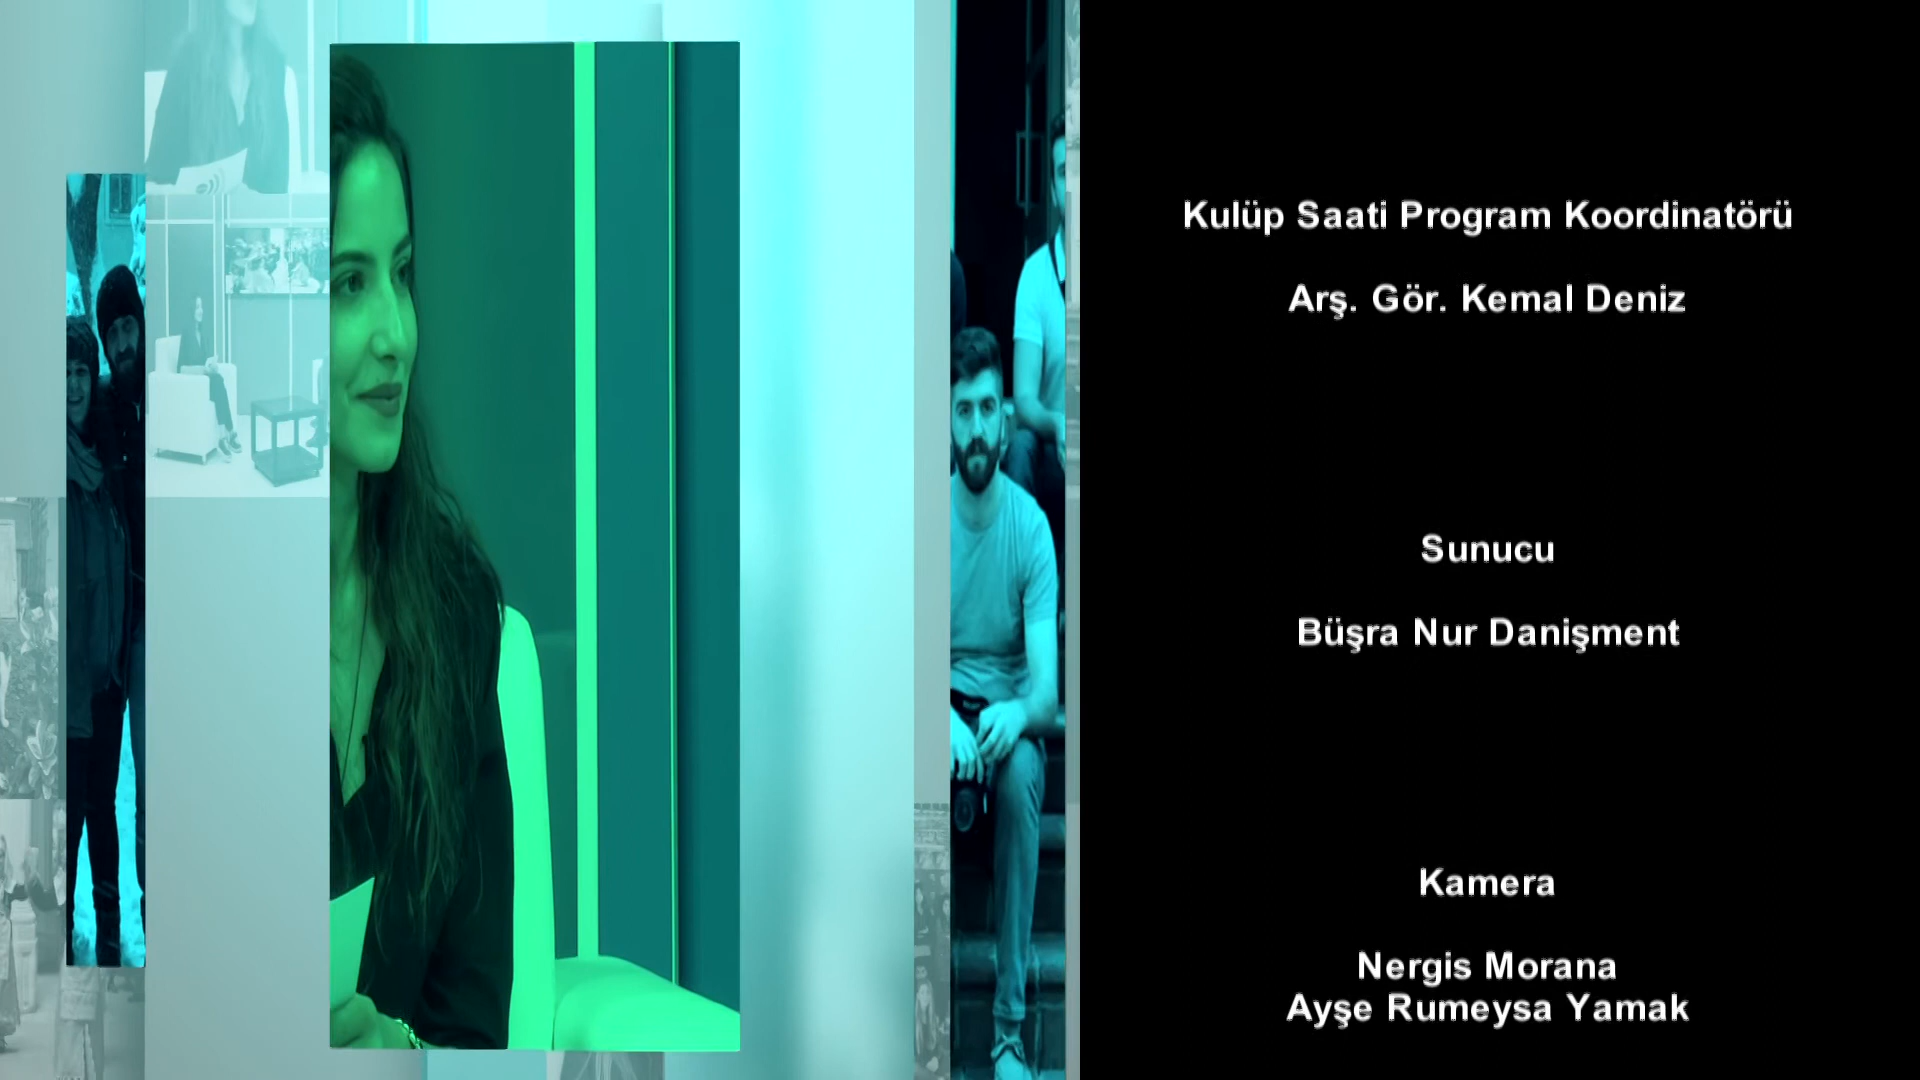 Kulüp Saati Program Koordinatörü
Arş. Gör. Kemal Deniz
Sunucu
Büşra Nur Danişment
Kamera
Nergis Morana
Ayşe Rumeysa Yamak